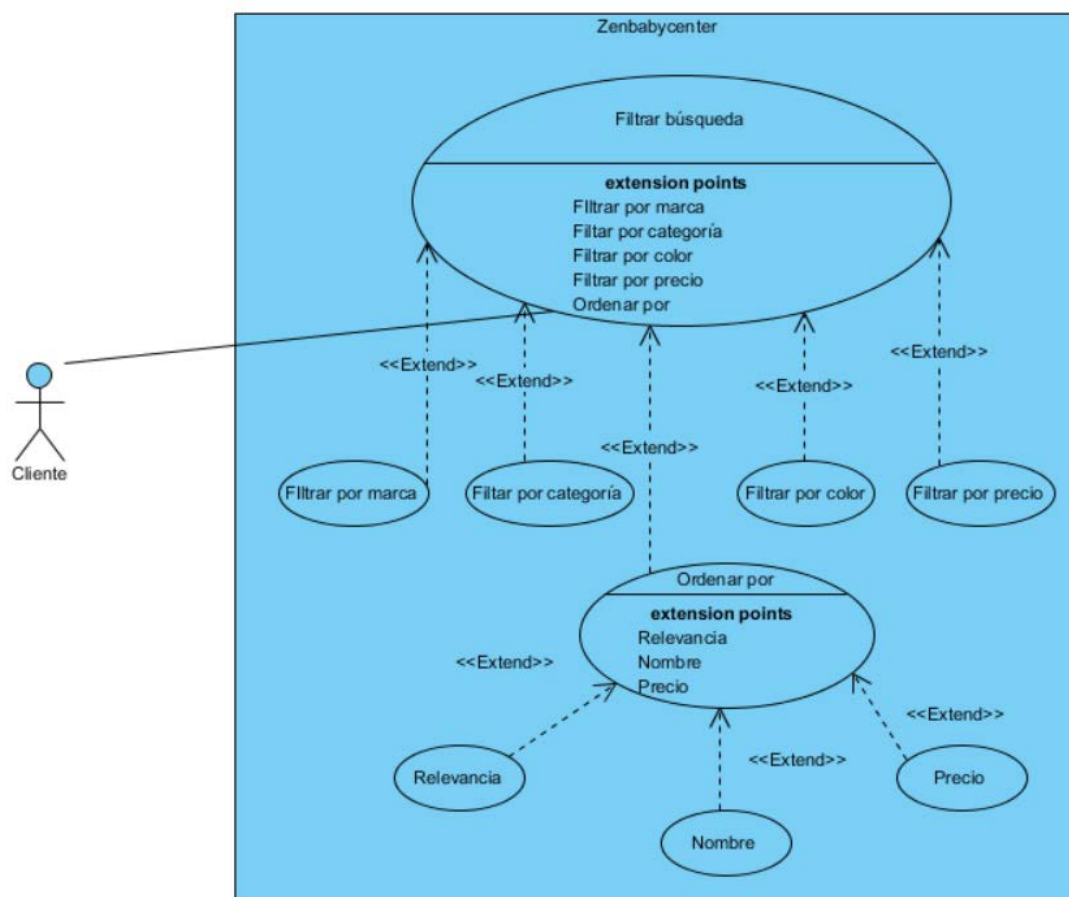 Zenbabycenter
Filtrar búsqueda
extension points
FIltrar por marca
Filtar por categoría
Filtrar por color
Filtrar por precio
Ordenar por
<<Extend>>
<<Extend>>
<<Extend>>
<<Extend>>
<<Extend>>
Cliente
FIltrar por marca
Filtar por categoría
Filtrar por color
Filtrar por precio
Ordenar por
extension points
Relevancia
Nombre
Precio
<<Extend>>
<<Extend>>
<<Extend>>
Relevancia
Precio
Nombre